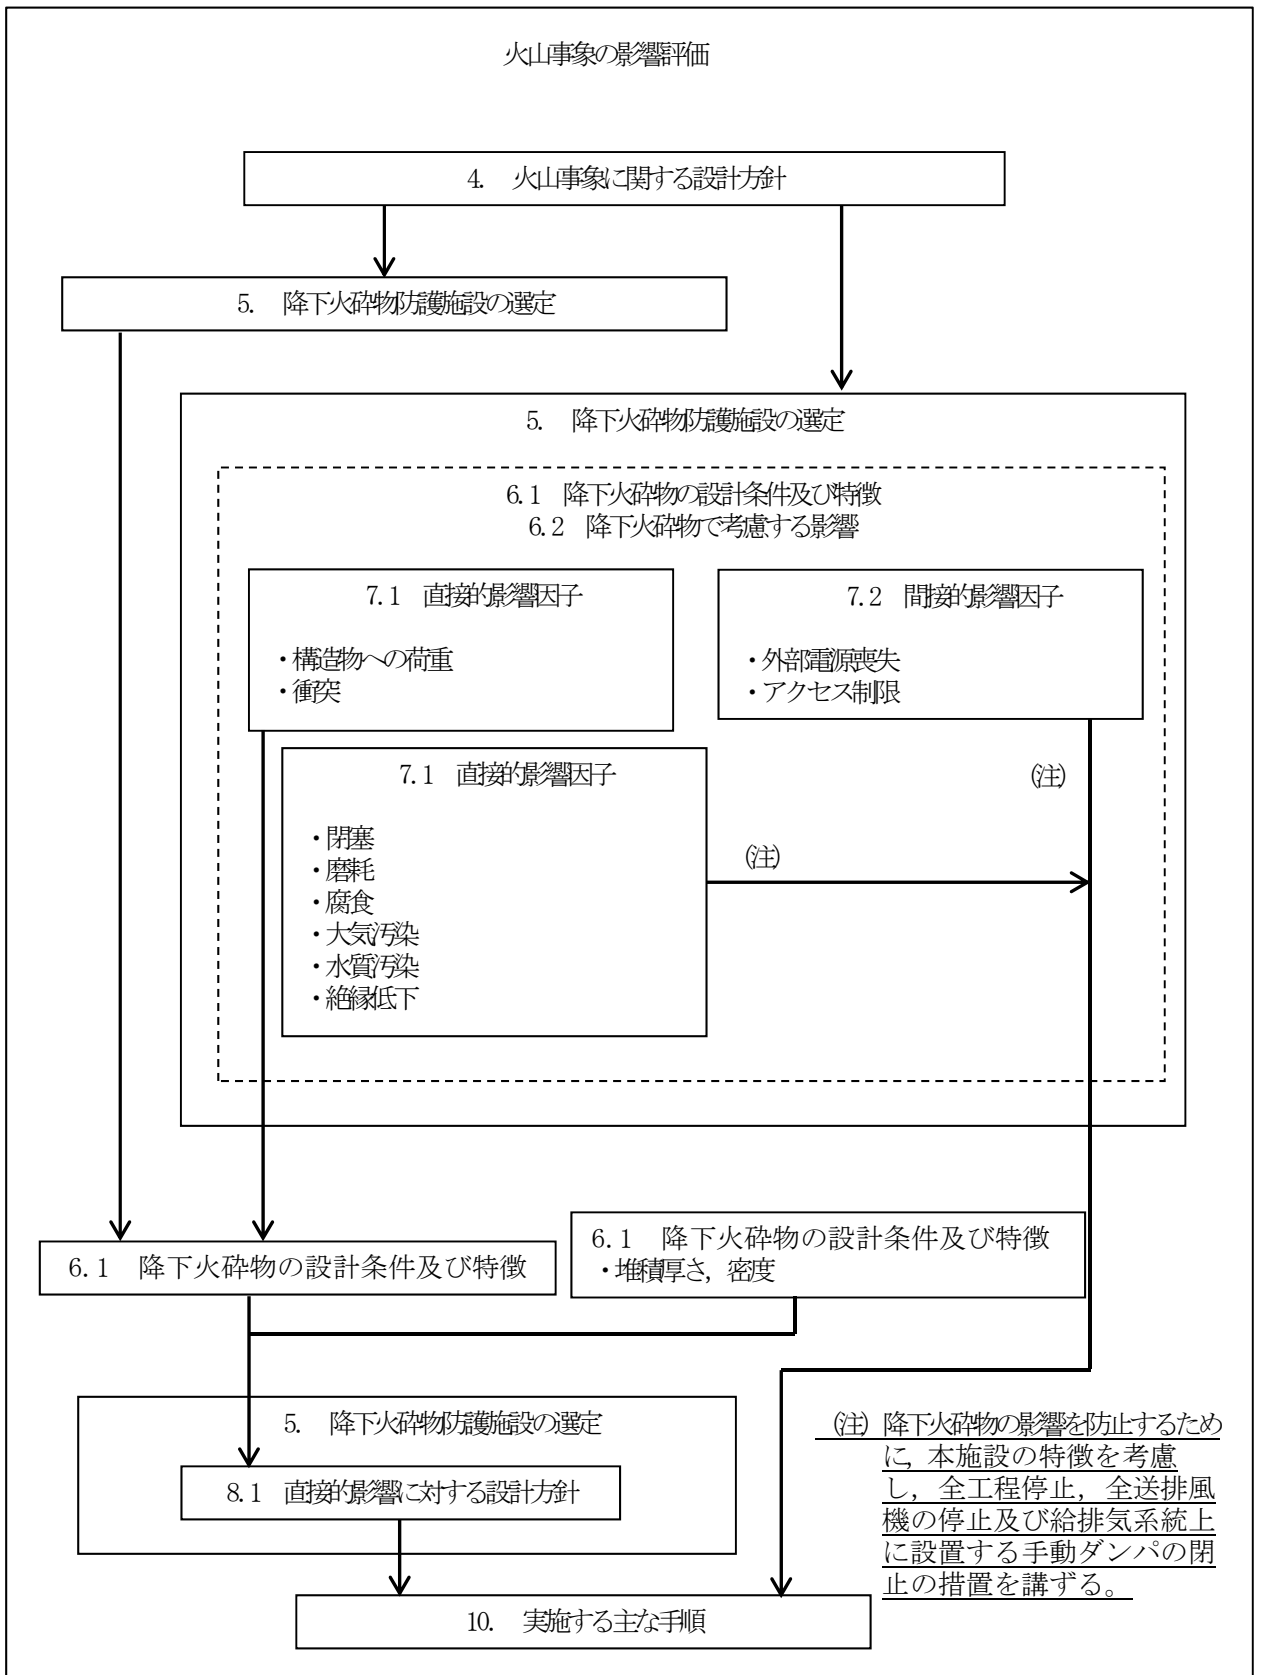 火山事象の影響評価
4. 火山事象に関する設計方針
5. 降下火砕物防護施設の選定
5. 降下火砕物防護施設の選定
6.1 降下火砕物の設計条件及び特徴
6.2 降下火砕物で考慮する影響
7.1 直接的影響因子
・構造物への荷重
・衝突
7.2 間接的影響因子
・外部電源喪失
・アクセス制限
7.1 直接的影響因子
・閉塞
・磨耗
・腐食
・大気汚染
・水質汚染
・絶縁低下
(注)
(注)
6.1 降下火砕物の設計条件及び特徴
6.1 降下火砕物の設計条件及び特徴
・堆積厚さ，密度
5. 降下火砕物防護施設の選定
8.1 直接的影響に対する設計方針
10. 実施する主な手順
(注) 降下火砕物の影響を防止するため
に，本施設の特徴を考慮
し，全工程停止，全送排風
機の停止及び給排気系統上
に設置する手動ダンパの閉
止の措置を講ずる。